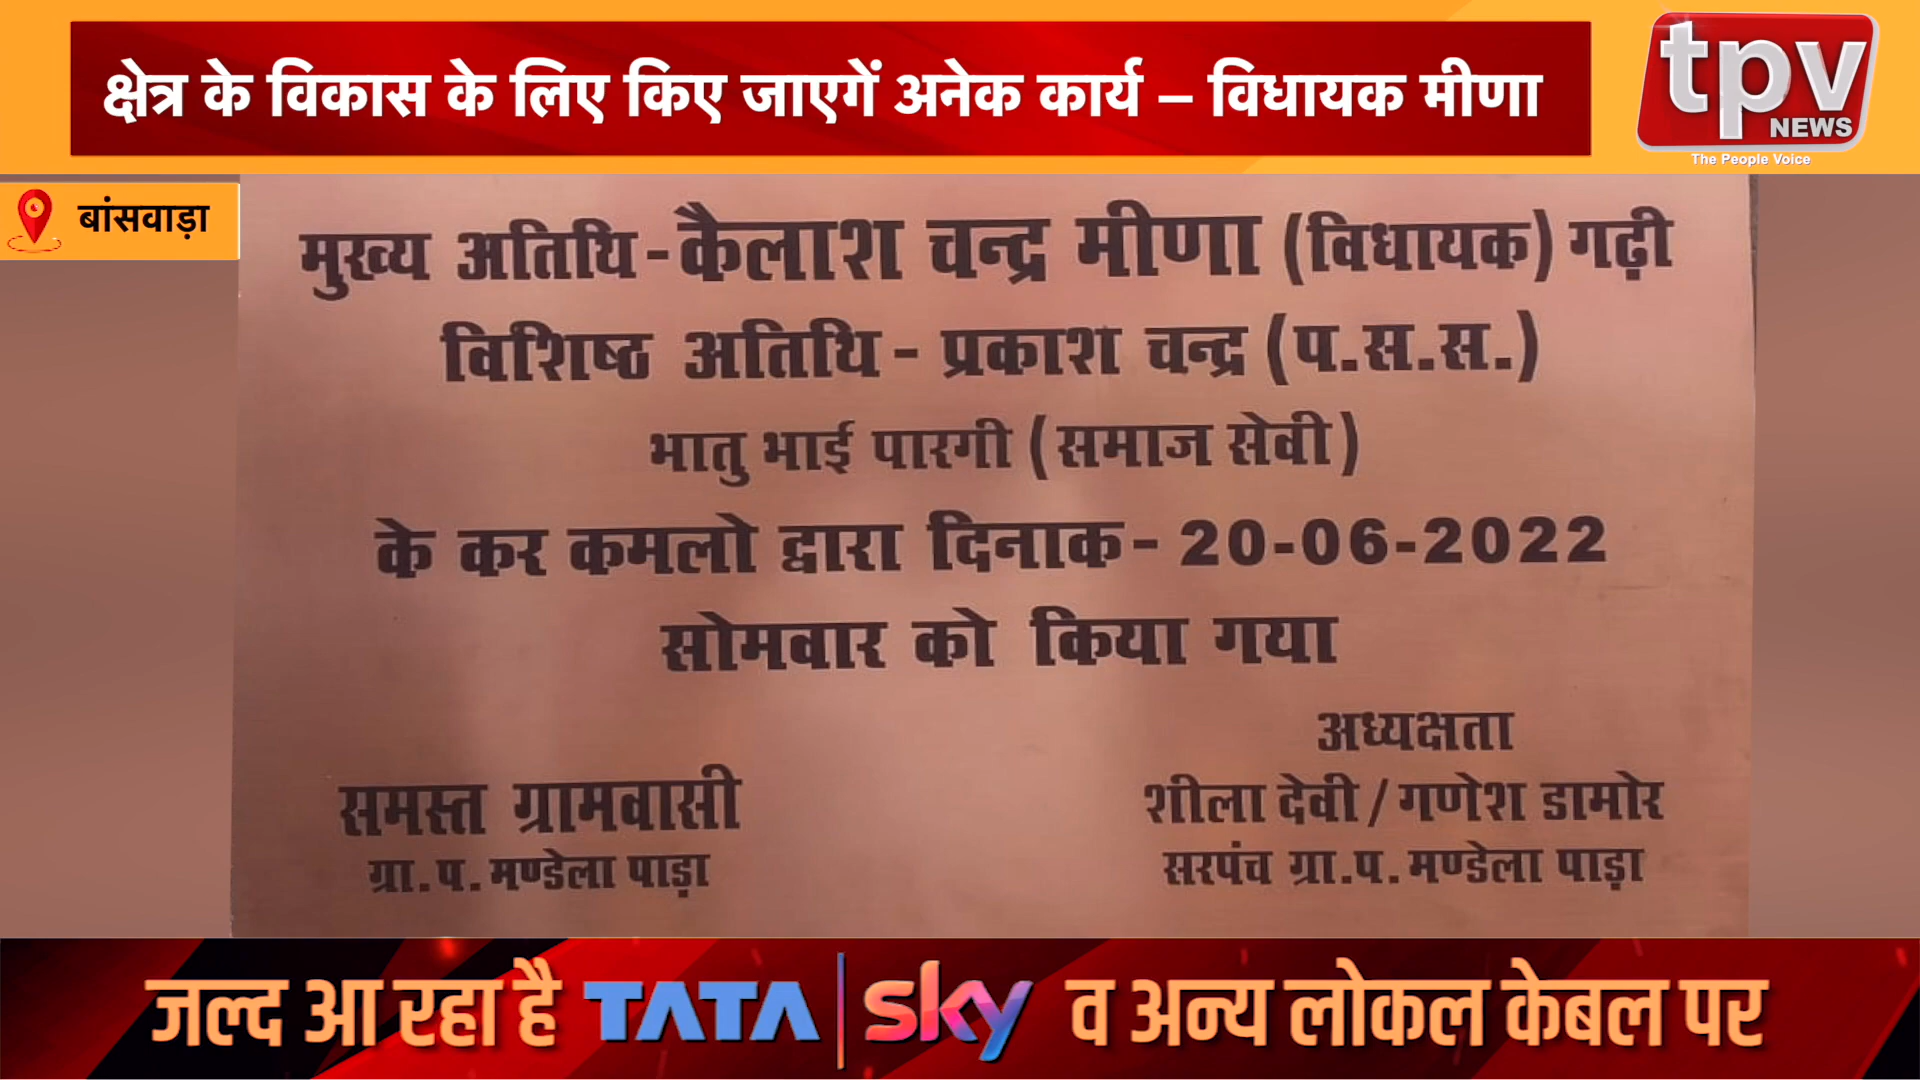 क्षेत्र के विकास के लिए किए जाएगें अनेक कार्य – विधायक मीणा
tpv
NEWS
The People Voice
बांसवाड़ा
मुख्य अतिथि - कैलाश चन्द्र मीणा (विधायक) गढ़ी
विशिष्ठ अतिथि - प्रकाश चन्द्र (प.स.स.)
भातु भाई पारगी (समाज सेवी)
के कर कमलो द्वारा दिनाक - 20-06-2022
सोमवार को किया गया
अध्यक्षता
समस्त ग्रामवासी
ग्रा.प. मण्डेला पाड़ा
शीला देवी / गणेश डामोर
सरपंच ग्रा.प. मण्डेला पाड़ा
जल्द आ रहा है TATA sky व अन्य लोकल केबल पर